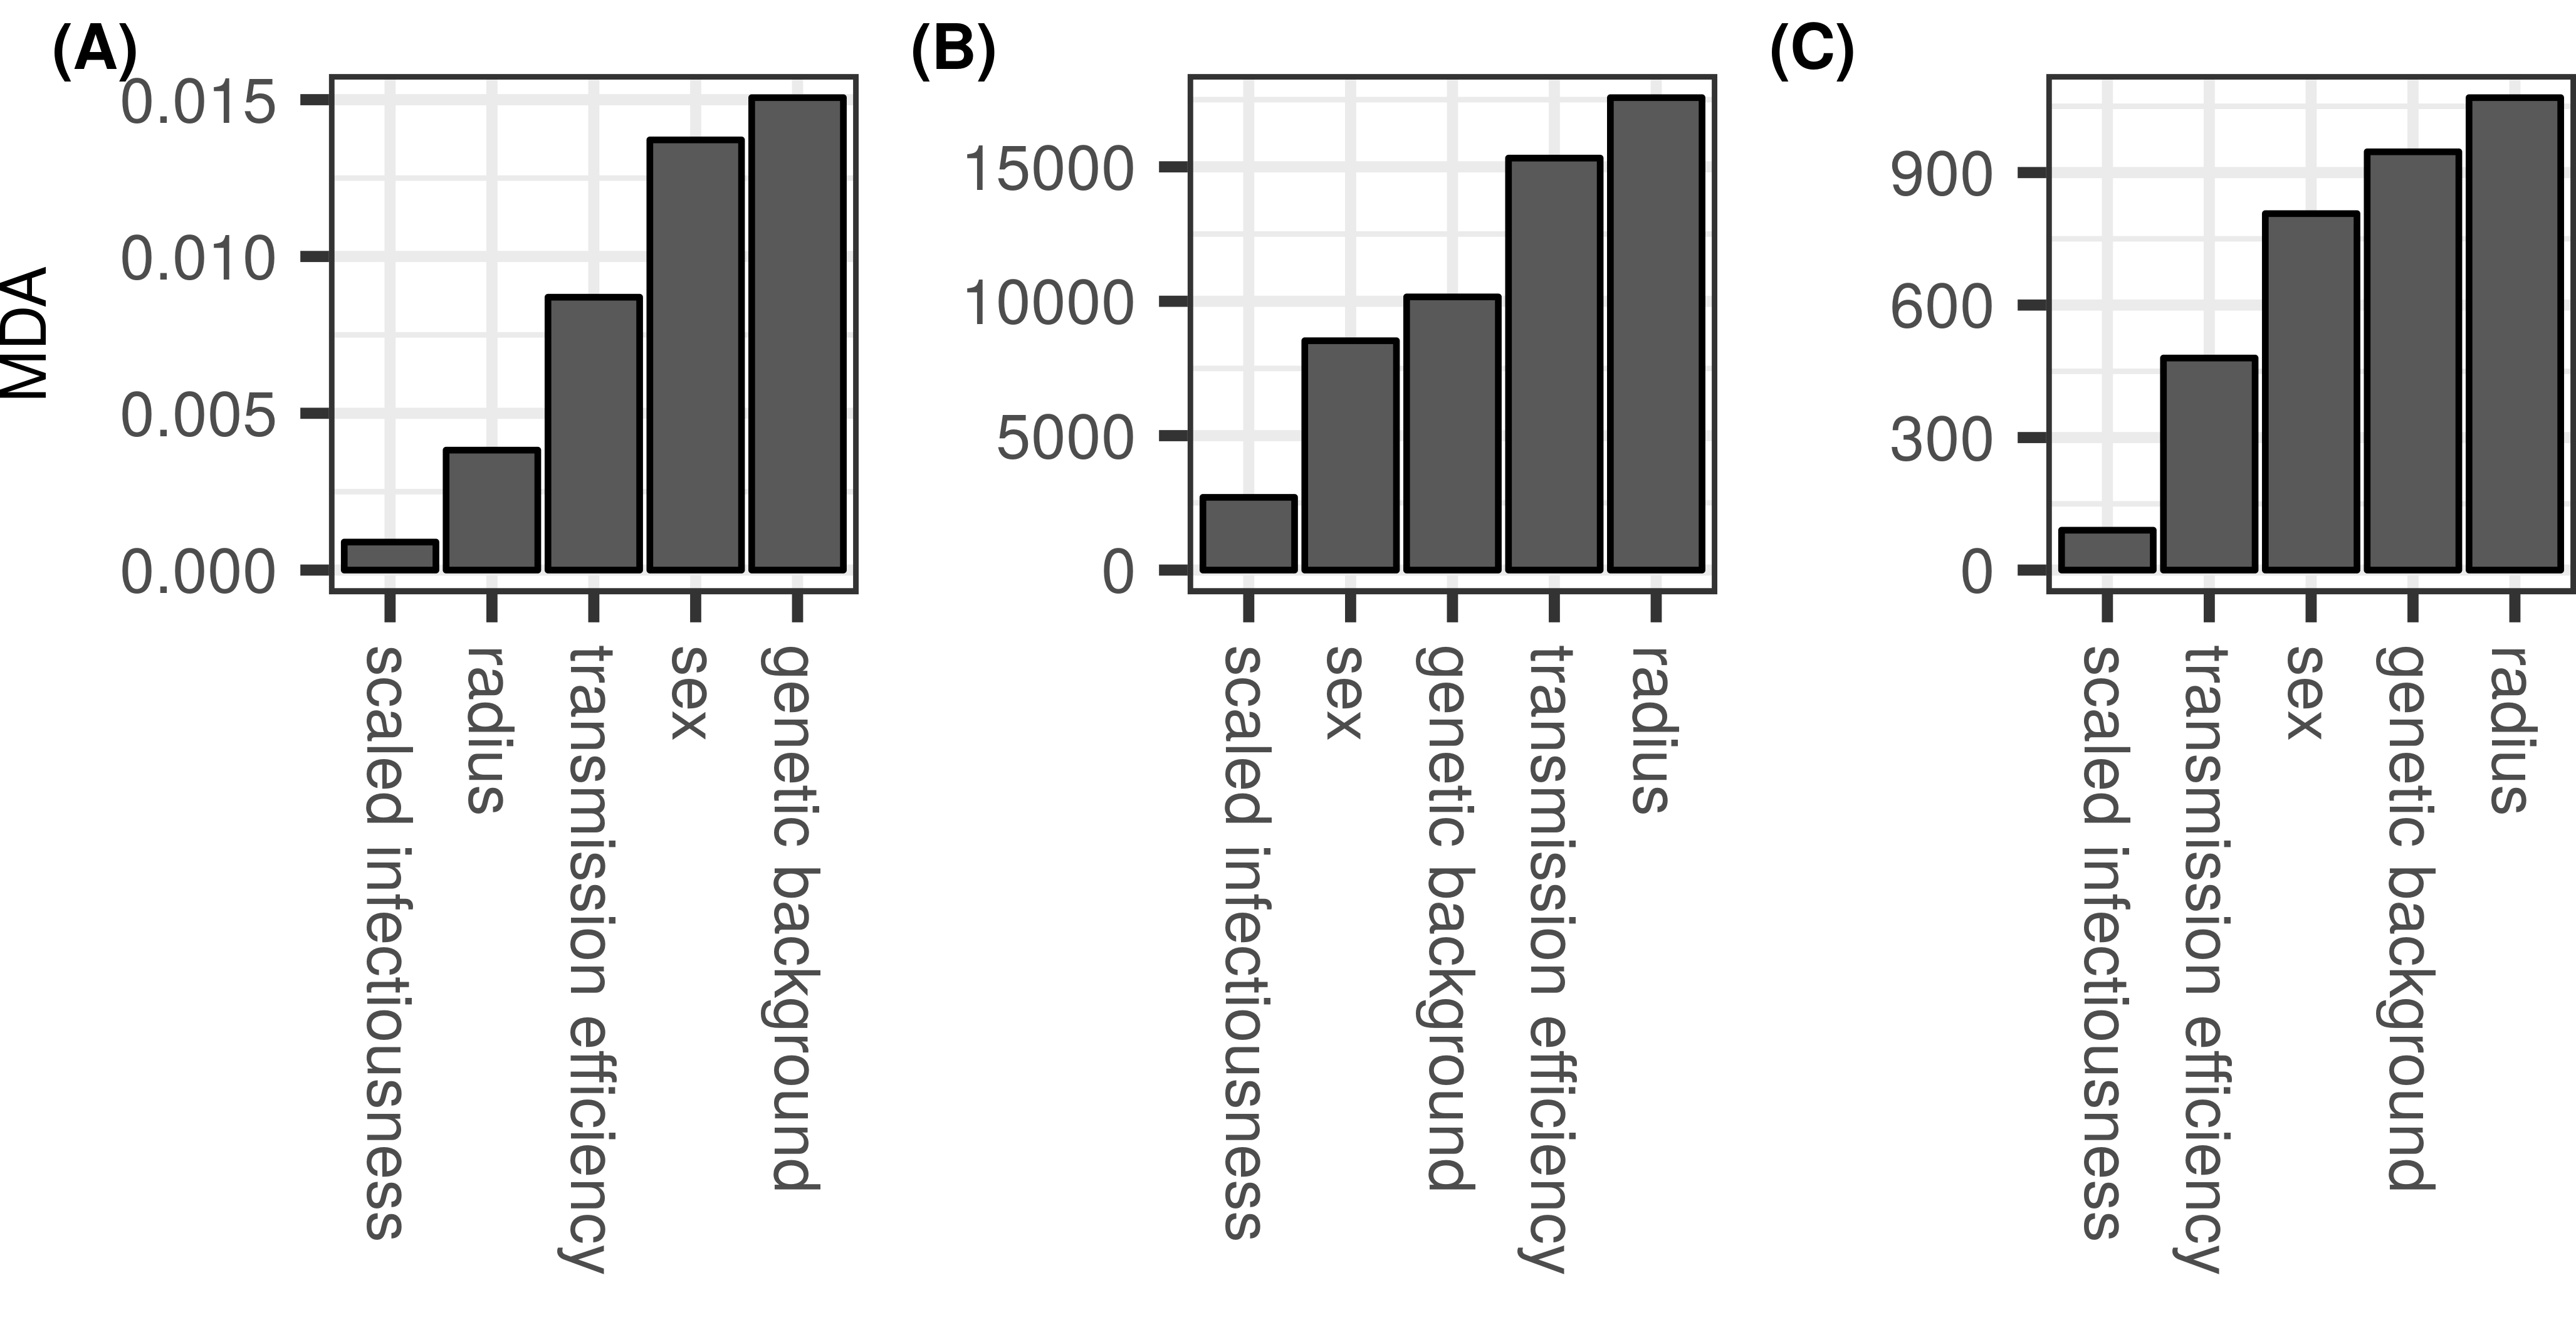 (A)
MDA
0.015
0.010
0.005
0.000
scaled infectiousness
radius
transmission efficiency
sex
genetic background
(B)
15000
10000
5000
0
scaled infectiousness
sex
genetic background
transmission efficiency
radius
(C)
900
600
300
0
scaled infectiousness
transmission efficiency
sex
genetic background
radius